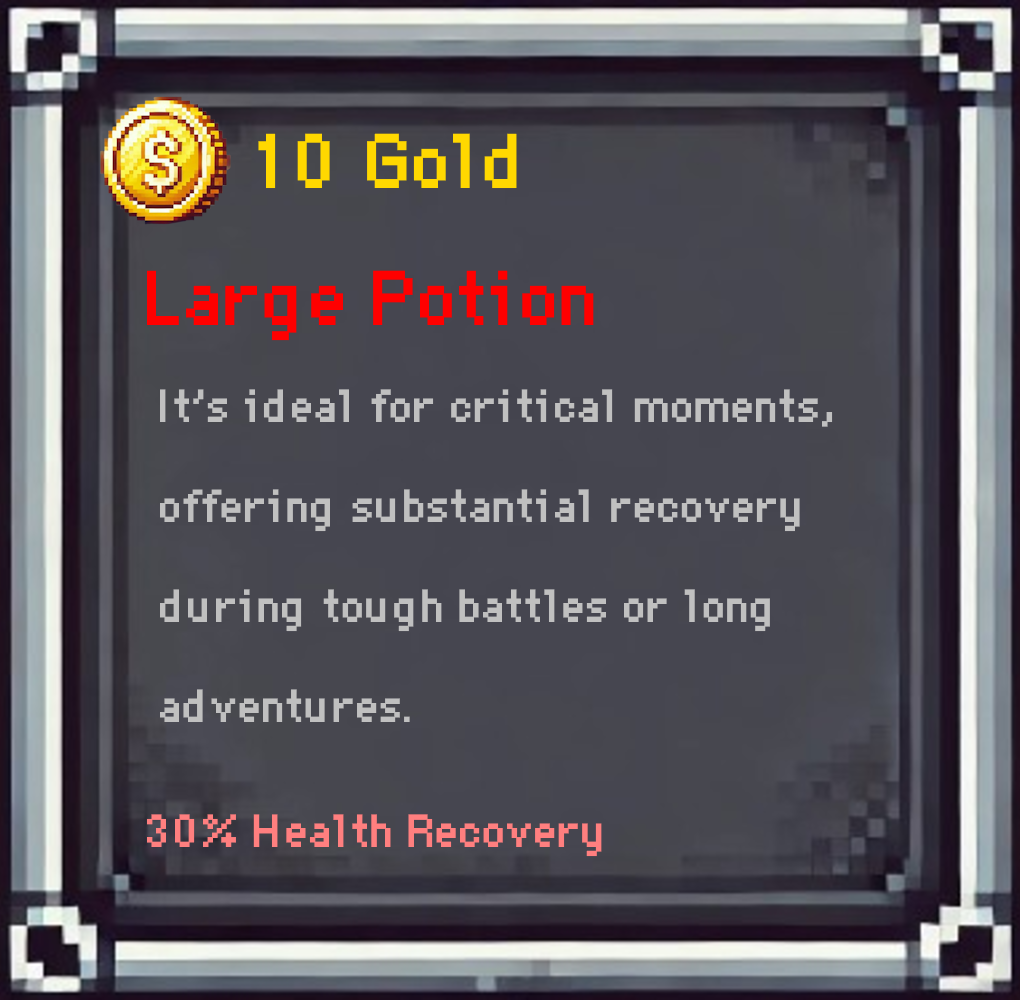 $
10 Gold
Large Potion
It's ideal for critical moments,
offering substantial recovery
during tough battles or long
adventures.
30% Health Recovery